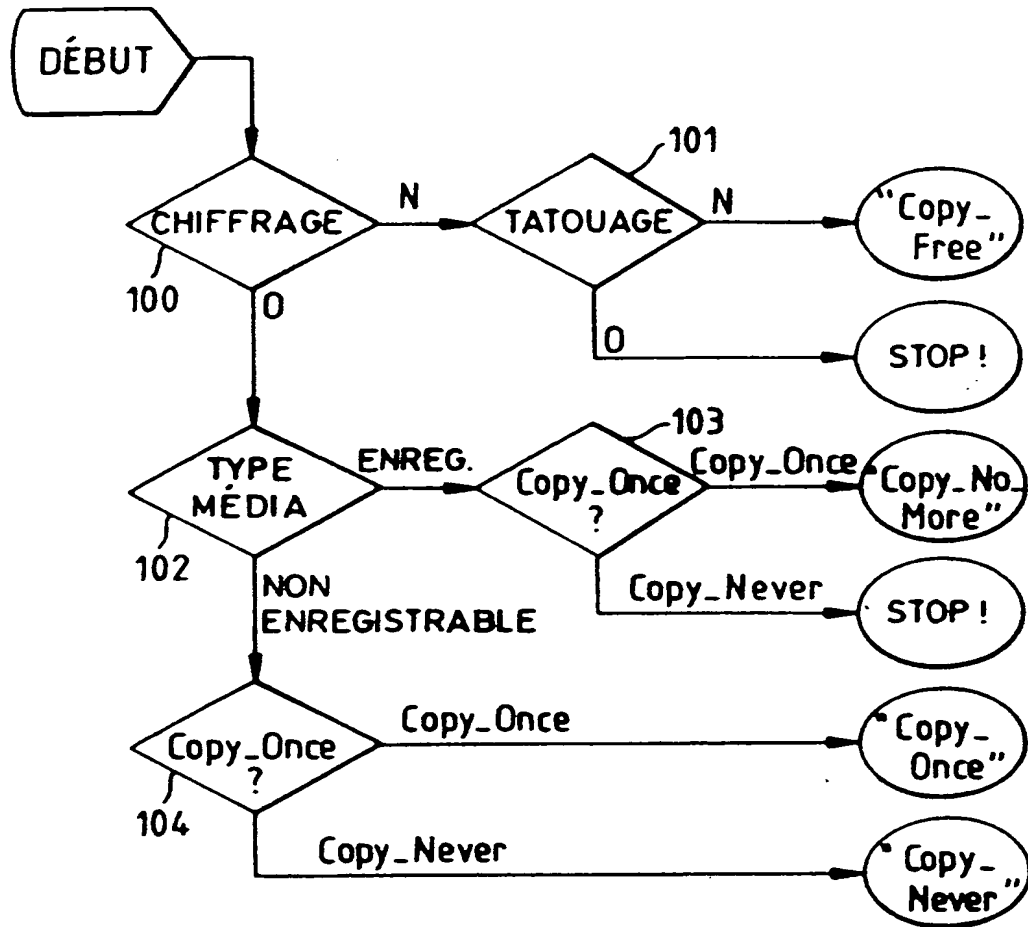 DÉBUT
101
CHIFFRAGE
N
TATOUAGE
N
"Copy_
Free"
100
O
O
STOP !
103
TYPE
MÉDIA
ENREG.
Copy_Once
?
Copy_Once
"Copy_No_
More"
102
NON
ENREGISTRABLE
Copy_Never
STOP !
Copy_Once
?
Copy_Once
"Copy_
Once"
104
Copy_Never
"Copy_
Never"